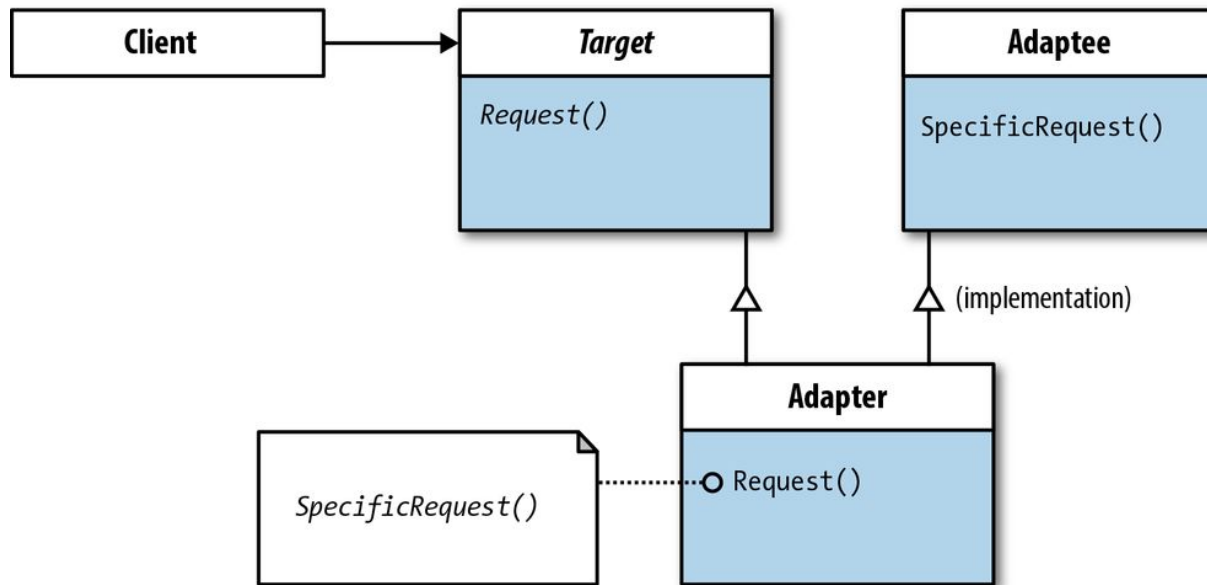 Client
Target
Adaptee
Request()
SpecificRequest()
(implementation)
Adapter
Request()
SpecificRequest()